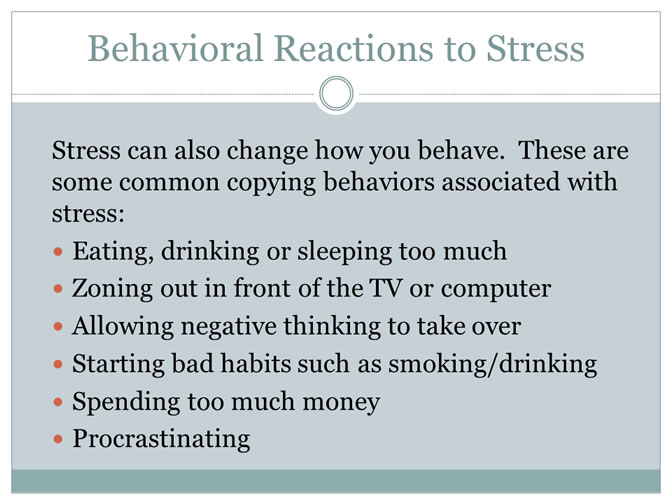 Behavioral Reactions to Stress
Stress can also change how you behave.  These are
some common copying behaviors associated with
stress:
• Eating, drinking or sleeping too much
• Zoning out in front of the TV or computer
• Allowing negative thinking to take over
• Starting bad habits such as smoking/drinking
• Spending too much money
• Procrastinating